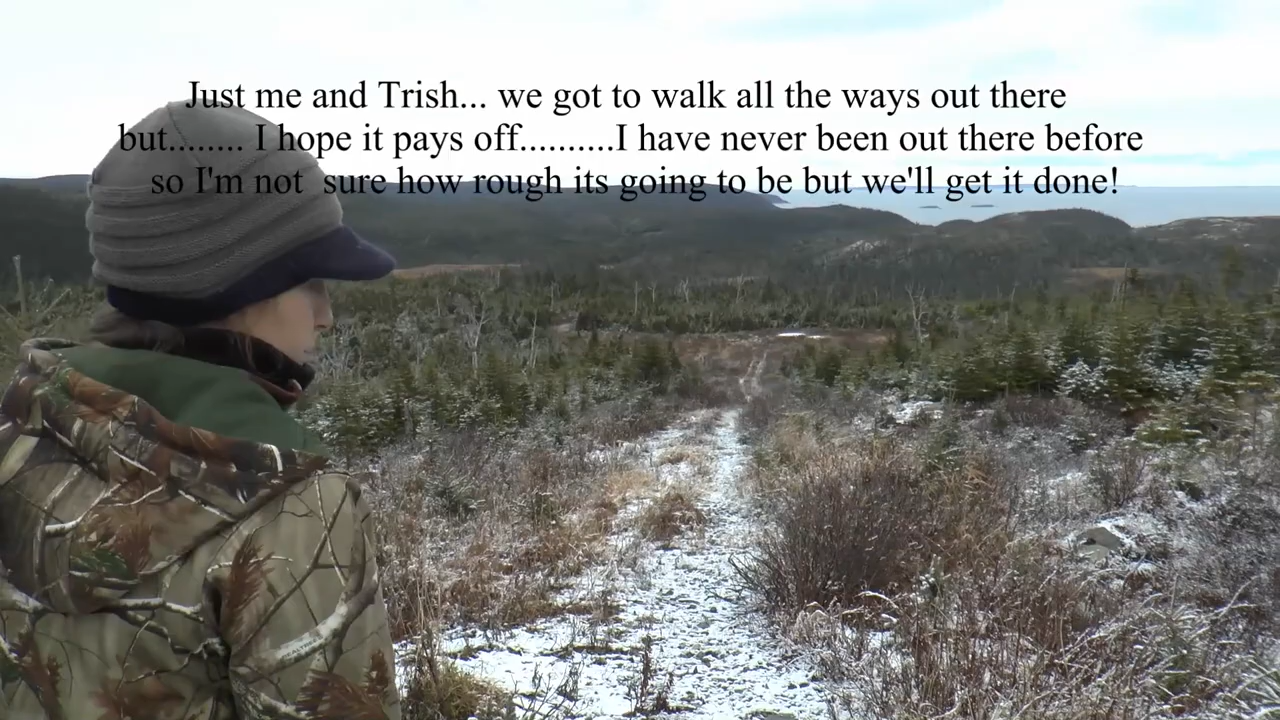 Just me and Trish... we got to walk all the ways out there
but........ I hope it pays off..........I have never been out there before
so I'm not  sure how rough its going to be but we'll get it done!